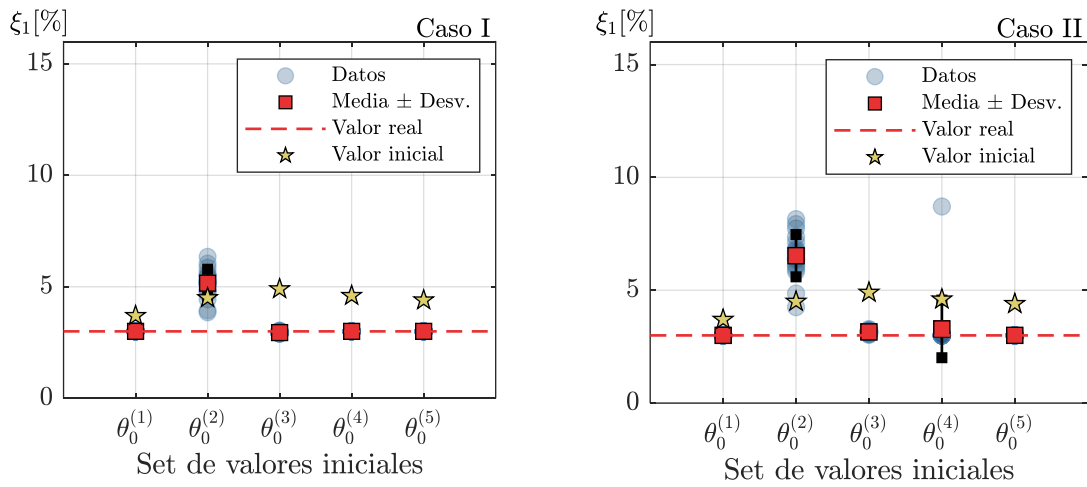 ξ₁[%]
Caso I
15
10
5
0
Datos
Media ± Desv.
Valor real
Valor inicial
θ₀⁽¹⁾ θ₀⁽²⁾ θ₀⁽³⁾ θ₀⁽⁴⁾ θ₀⁽⁵⁾
Set de valores iniciales
ξ₁[%]
Caso II
15
10
5
0
Datos
Media ± Desv.
Valor real
Valor inicial
θ₀⁽¹⁾ θ₀⁽²⁾ θ₀⁽³⁾ θ₀⁽⁴⁾ θ₀⁽⁵⁾
Set de valores iniciales